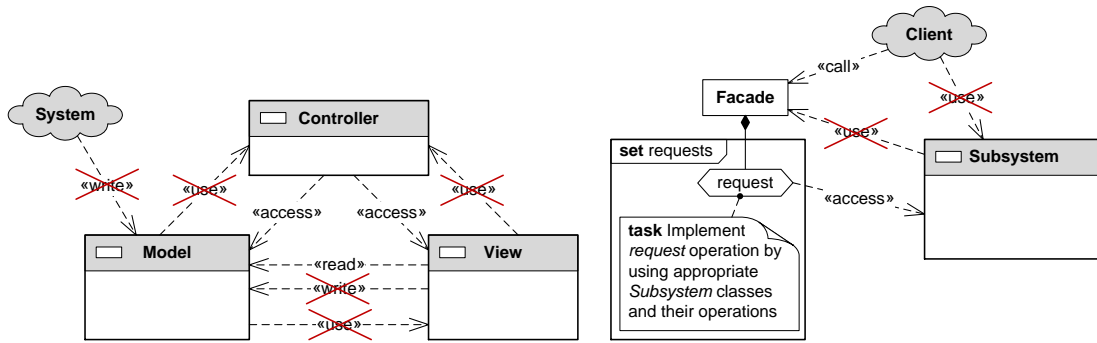 System
«write»
Controller
«use»
«access»
«access»
«use»
Model
«read»
«write»
«use»
View
Client
«call»
«use»
Facade
«use»
set requests
request
«access»
Subsystem
task Implement
request operation by
using appropriate
Subsystem classes
and their operations